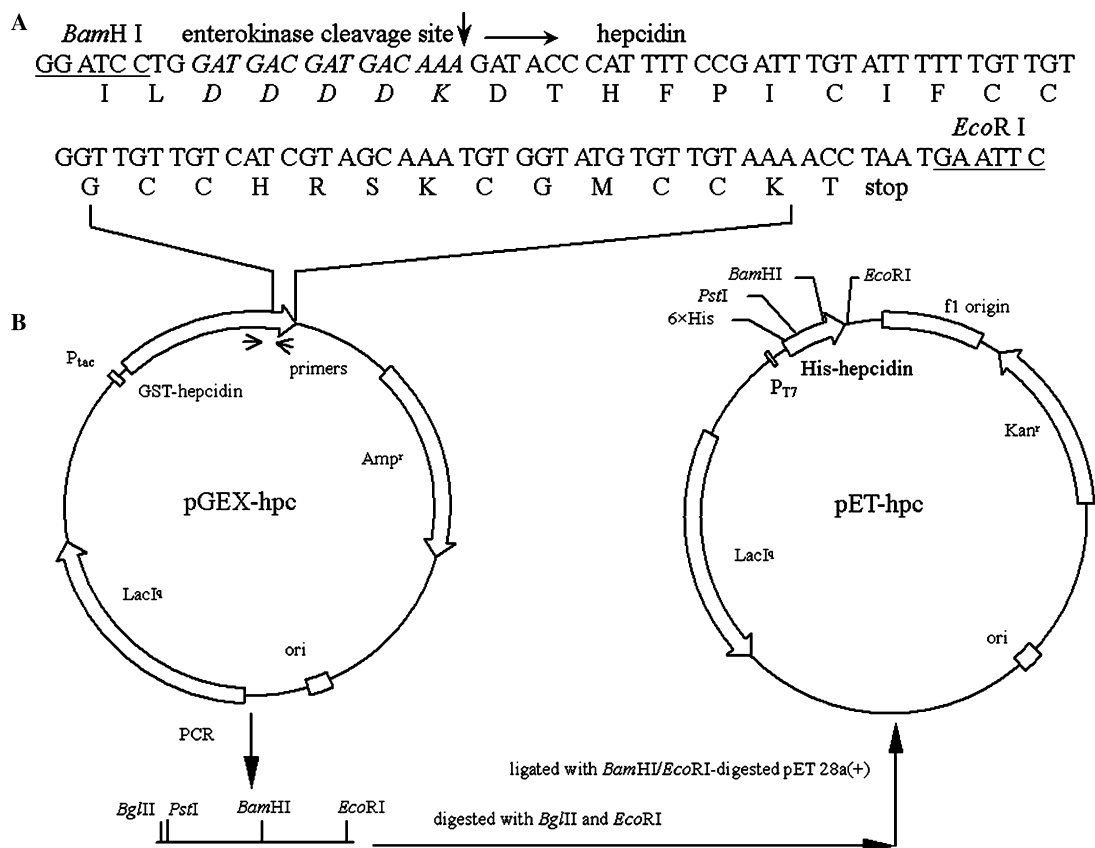 A
BamH I enterokinase cleavage site hepcidin
GG ATCC TG GAT GAC GAT GAC AAA GAT ACC CAT TTT CCG ATT TGT ATT TTT TGT TGT
I L D D D D K D T H F P I C I F C C
EcoR I
GGT TGT TGT CAT CGT AGC AAA TGT GGT ATG TGT TGT AAA ACC TAA TGAATTC
G C C H R S K C G M C C K T stop
B
Ptac
GST-hepcidin
primers
Ampr
pGEX-hpc
LacIq
ori
BamHI
EcoRI
PstI
6×His
f1 origin
PT7
His-hepcidin
Kanr
pET-hpc
LacIq
ori
PCR
BglII PstI BamHI EcoRI
ligated with BamHI/EcoRI-digested pET 28a(+)
digested with BglII and EcoRI